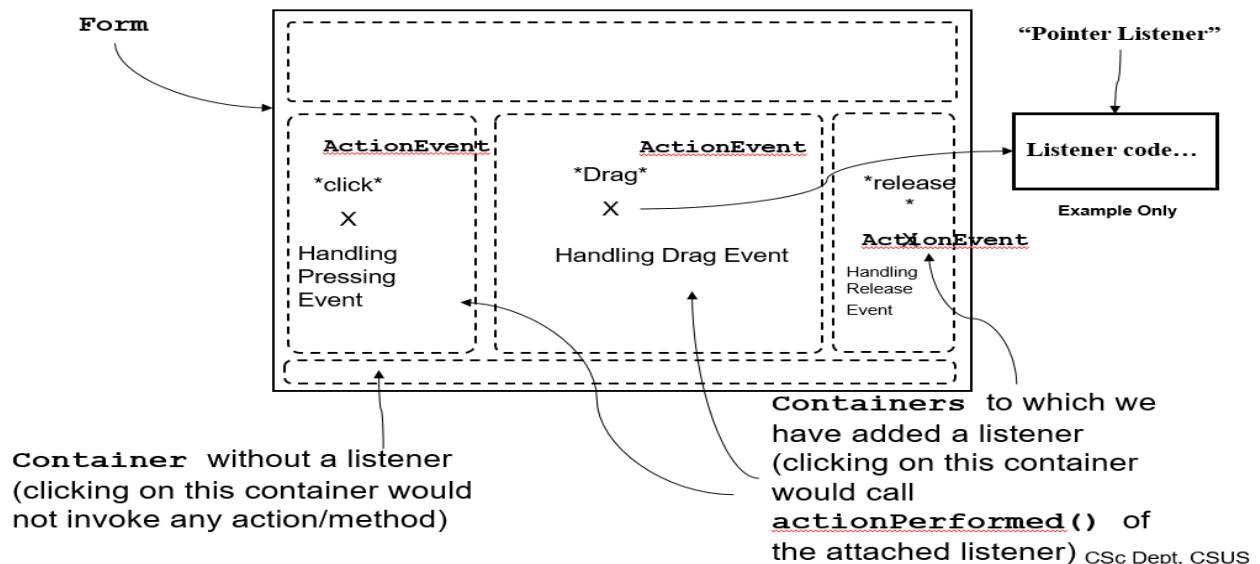 Form
“Pointer Listener”
ActionEvent
*click*
X
Handling
Pressing
Event
ActionEvent
*Drag*
X
Handling Drag Event
*release
*
X
ActionEvent
Handling
Release
Event
Listener code…
Example Only
Container without a listener
(clicking on this container would
not invoke any action/method)
Containers to which we
have added a listener
(clicking on this container
would call
actionPerformed() of
the attached listener)
CSc Dept, CSUS